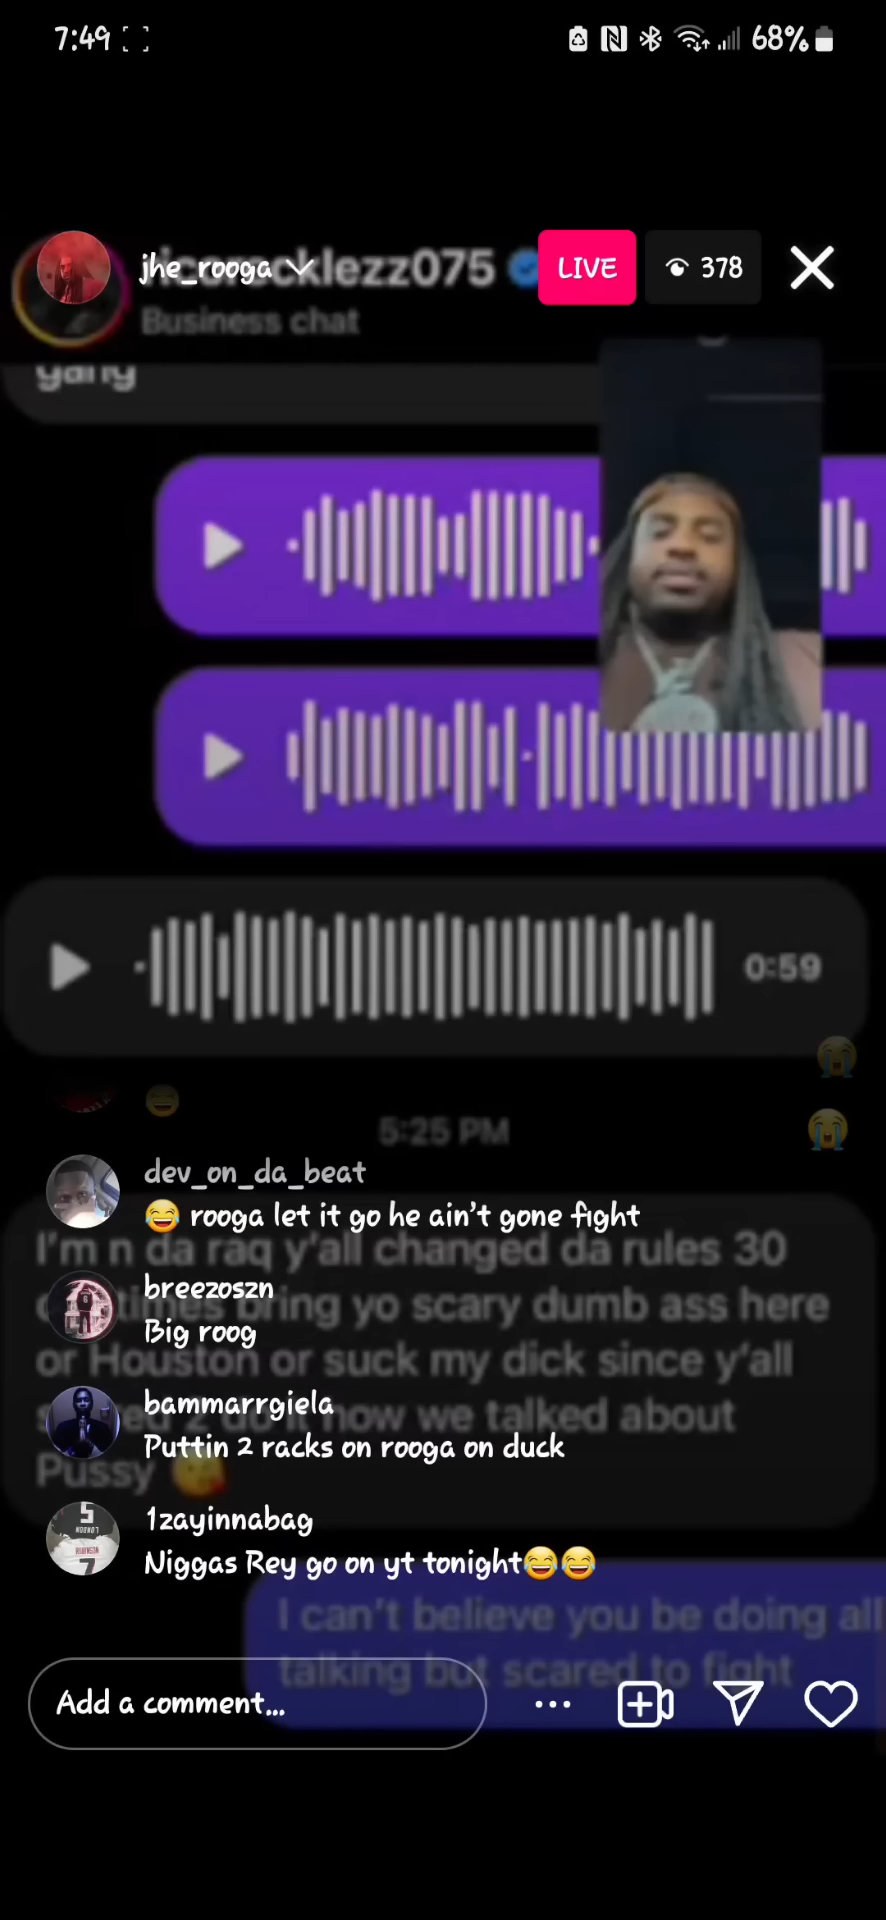 7:49
68%
jhe_rooga
cklezz075
LIVE
378
Business chat
gang
0:59
5:25 PM
dev_on_da_beat
😂 rooga let it go he ain't gone fight
I'm n da raq y'all changed da rules 30
breezoszn
times bring yo scary dumb ass here
Big roog
or Houston or suck my dick since y'all
bammarrgiela
now we talked about
Puttin 2 racks on rooga on duck
Pussy
1zayinnabag
Niggas Rey go on yt tonight😂😂
I can't believe you be doing all
talking but scared to fight
Add a comment...